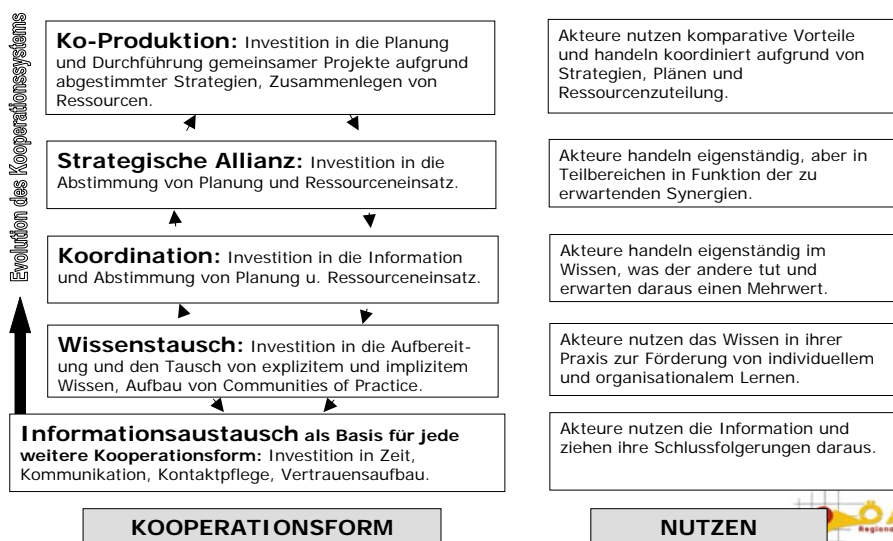 Evolution des Kooperationssystems
Ko-Produktion: Investition in die Planung
und Durchführung gemeinsamer Projekte aufgrund
abgestimmter Strategien, Zusammenlegen von
Ressourcen.
Akteure nutzen komparative Vorteile
und handeln koordiniert aufgrund von
Strategien, Plänen und
Ressourcenzuteilung.
Strategische Allianz: Investition in die
Abstimmung von Planung und Ressourceneinsatz.
Akteure handeln eigenständig, aber in
Teilbereichen in Funktion der zu
erwartenden Synergien.
Koordination: Investition in die Information
und Abstimmung von Planung u. Ressourceneinsatz.
Akteure handeln eigenständig im
Wissen, was der andere tut und
erwarten daraus einen Mehrwert.
Wissenstausch: Investition in die Aufbereit-
ung und den Tausch von explizitem und implizitem
Wissen, Aufbau von Communities of Practice.
Akteure nutzen das Wissen in ihrer
Praxis zur Förderung von individuellem
und organisationalem Lernen.
Informationsaustausch als Basis für jede
weitere Kooperationsform: Investition in Zeit,
Kommunikation, Kontaktpflege, Vertrauensaufbau.
Akteure nutzen die Information und
ziehen ihre Schlussfolgerungen daraus.
KOOPERATIONSFORM
NUTZEN